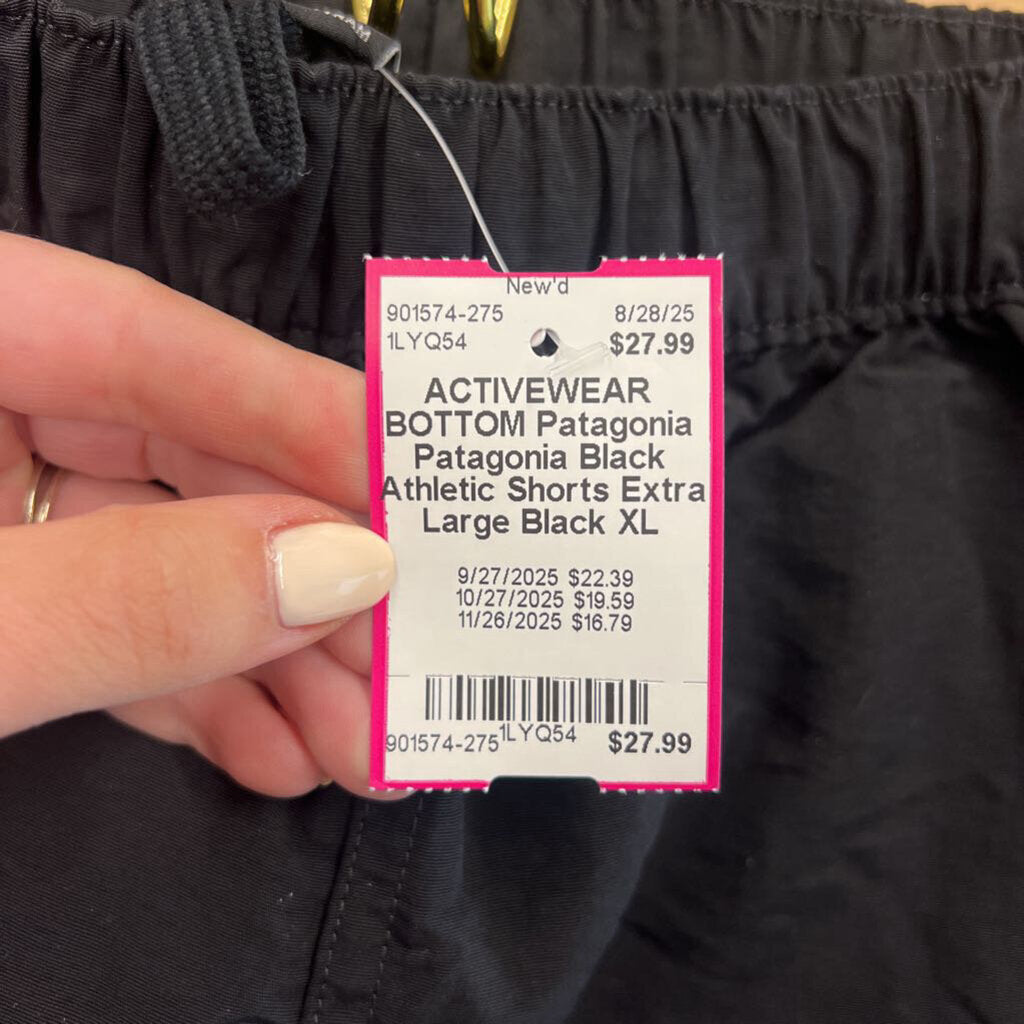 New'd
901574-275 8/28/25
1LYQ54 $27.99
ACTIVEWEAR
BOTTOM Patagonia
Patagonia Black
Athletic Shorts Extra
Large Black XL
9/27/2025 $22.39
10/27/2025 $19.59
11/26/2025 $16.79
901574-275 1LYQ54 $27.99